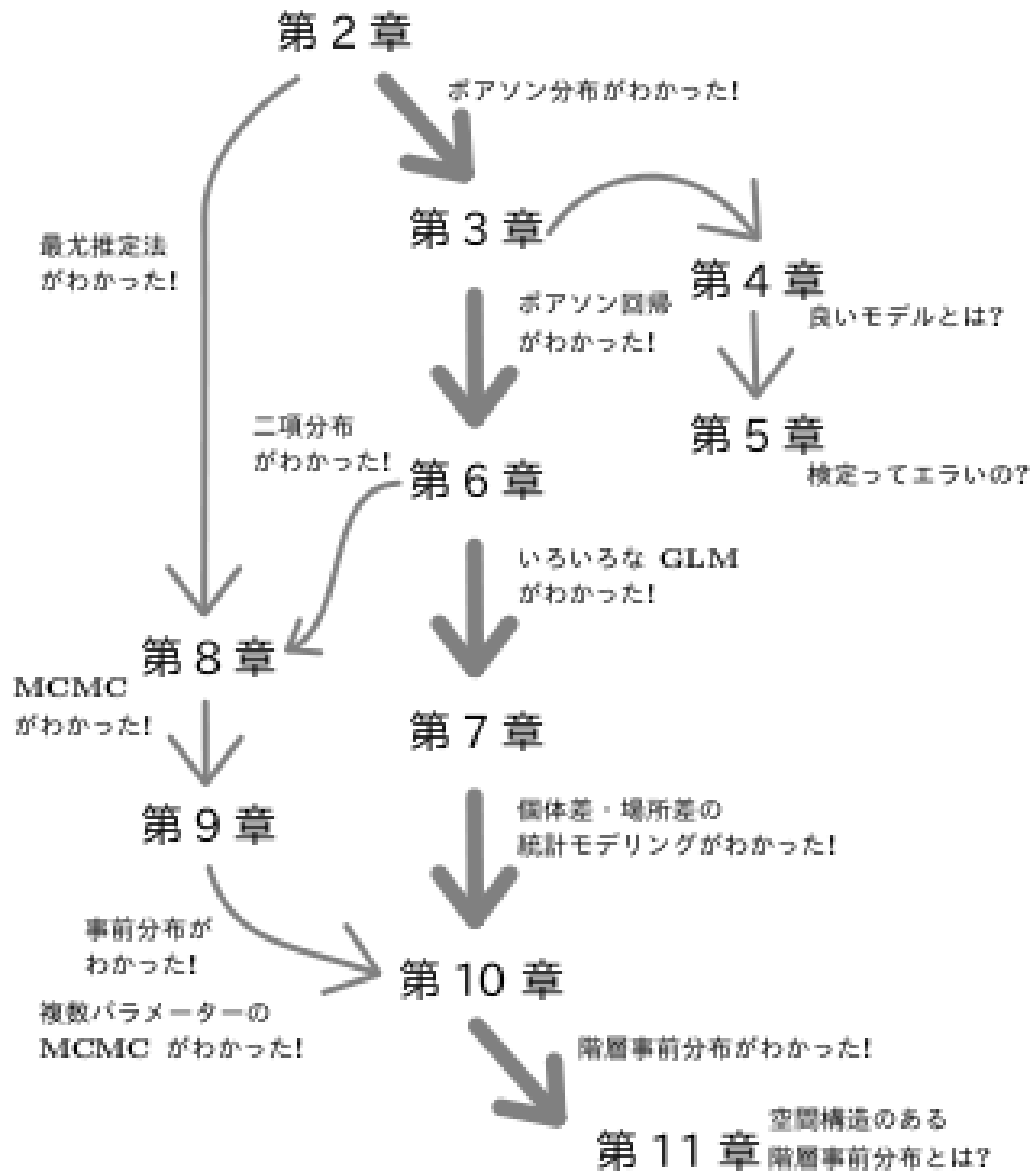 第 2 章
ポアソン分布がわかった!
第 3 章
最尤推定法
がわかった!
第 4 章
良いモデルとは?
ポアソン回帰
がわかった!
第 5 章
検定ってエラいの?
二項分布
がわかった!
第 6 章
いろいろな GLM
がわかった!
第 8 章
MCMC
がわかった!
第 7 章
個体差・場所差の
統計モデリングがわかった!
第 9 章
事前分布が
わかった!
複数パラメーターの
MCMC がわかった!
第 10 章
階層事前分布がわかった!
第 11 章
空間構造のある
階層事前分布とは?